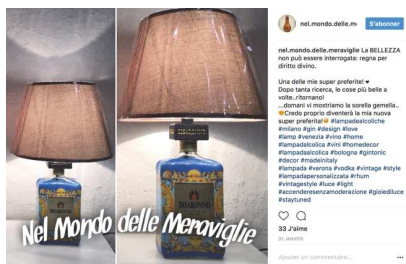 DISARONNO
DISARONNO
Nel Mondo delle Meraviglie
nel.mondo.delle.me...
S'abonner
nel.mondo.delle.meraviglie La BELLEZZA
non può essere interrogata: regna per
diritto divino.
Una delle mie super preferite! ❤
Dopo tanta ricerca, le cose più belle a
volte..ritornano!
...domani vi mostriamo la sorella gemella..
Credo proprio diventerà la mia nuova
super preferita! #lampadealcoliche
#milano #gin #design #love
#lamp #venezia #vino #home
#lampadalcolica #vini #homedecor
#lampadaalcolica #bologna #gintonic
#decor #madeinitaly
#lampada #verona #vodka #vintage #style
#lampadapersonalizzata #rhum
#vintagestyle #luce #light
#accenderesenzamoderazione #gioiediluce
#staytuned
33 J'aime
31 JANVIER
Ajouter un commentaire...